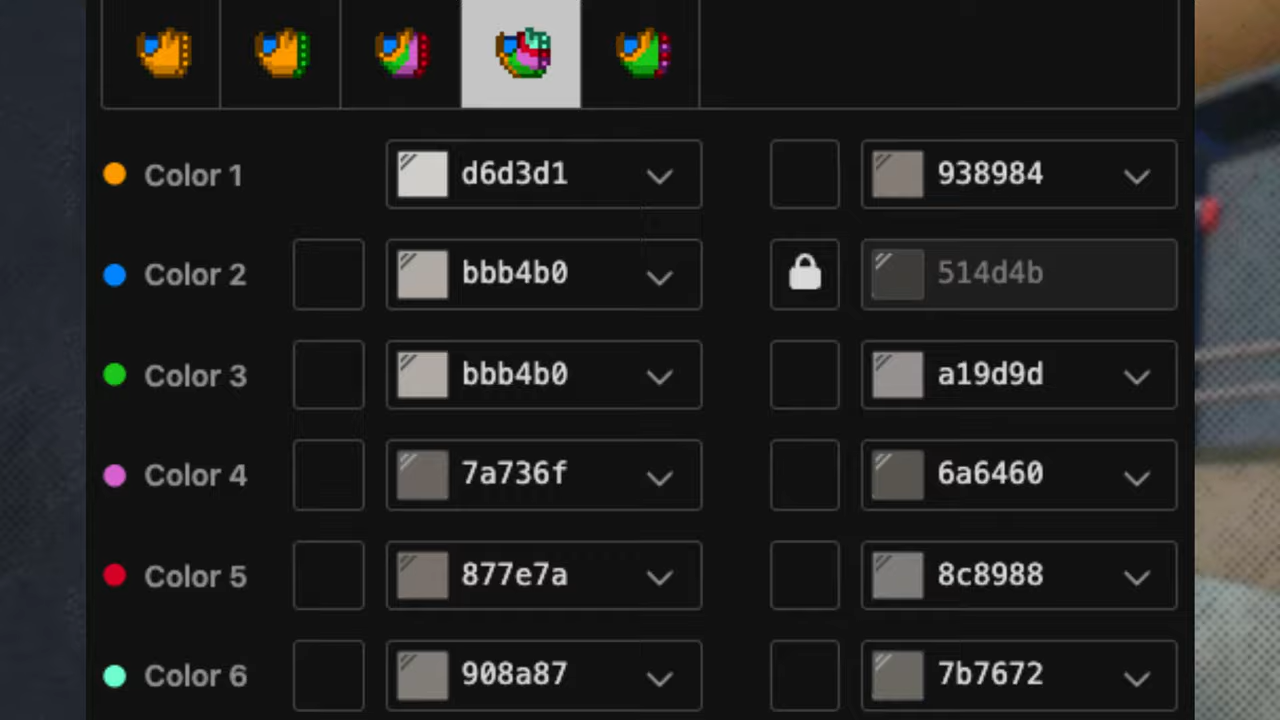 Color 1 d6d3d1 938984
Color 2 bbb4b0 514d4b
Color 3 bbb4b0 a19d9d
Color 4 7a736f 6a6460
Color 5 877e7a 8c8988
Color 6 908a87 7b7672